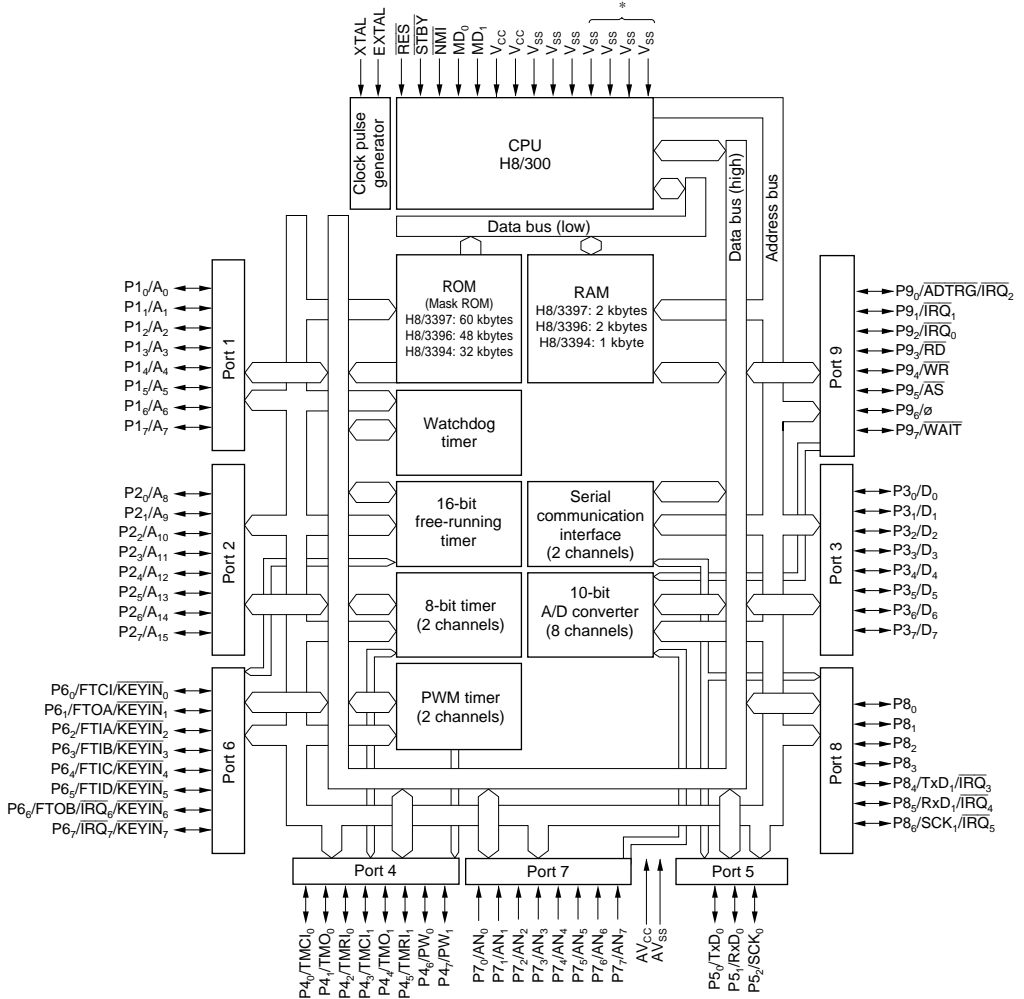 *
XTAL
EXTAL
RES
STBY
NMI
MD0
MD1
VCC
VCC
VSS
VSS
VSS
VSS
VSS
VSS
VSS
Clock pulse
generator
CPU
H8/300
Data bus (low)
Data bus (high)
Address bus
ROM
(Mask ROM)
H8/3397: 60 kbytes
H8/3396: 48 kbytes
H8/3394: 32 kbytes
RAM
H8/3397: 2 kbytes
H8/3396: 2 kbytes
H8/3394: 1 kbyte
Watchdog
timer
16-bit
free-running
timer
Serial
communication
interface
(2 channels)
8-bit timer
(2 channels)
10-bit
A/D converter
(8 channels)
PWM timer
(2 channels)
P10/A0
P11/A1
P12/A2
P13/A3
P14/A4
P15/A5
P16/A6
P17/A7
Port 1
P20/A8
P21/A9
P22/A10
P23/A11
P24/A12
P25/A13
P26/A14
P27/A15
Port 2
P60/FTCI/KEYIN0
P61/FTOA/KEYIN1
P62/FTIA/KEYIN2
P63/FTIB/KEYIN3
P64/FTIC/KEYIN4
P65/FTID/KEYIN5
P66/FTOB/IRQ6/KEYIN6
P67/IRQ7/KEYIN7
Port 6
Port 9
P90/ADTRG/IRQ2
P91/IRQ1
P92/IRQ0
P93/RD
P94/WR
P95/AS
P96/ø
P97/WAIT
Port 3
P30/D0
P31/D1
P32/D2
P33/D3
P34/D4
P35/D5
P36/D6
P37/D7
Port 8
P80
P81
P82
P83
P84/TxD1/IRQ3
P85/RxD1/IRQ4
P86/SCK1/IRQ5
Port 4
P40/TMCI0
P41/TMO0
P42/TMRI0
P43/TMCI1
P44/TMO1
P45/TMRI1
P46/PW0
P47/PW1
Port 7
P70/AN0
P71/AN1
P72/AN2
P73/AN3
P74/AN4
P75/AN5
P76/AN6
P77/AN7
AVCC
AVSS
Port 5
P50/TxD0
P51/RxD0
P52/SCK0